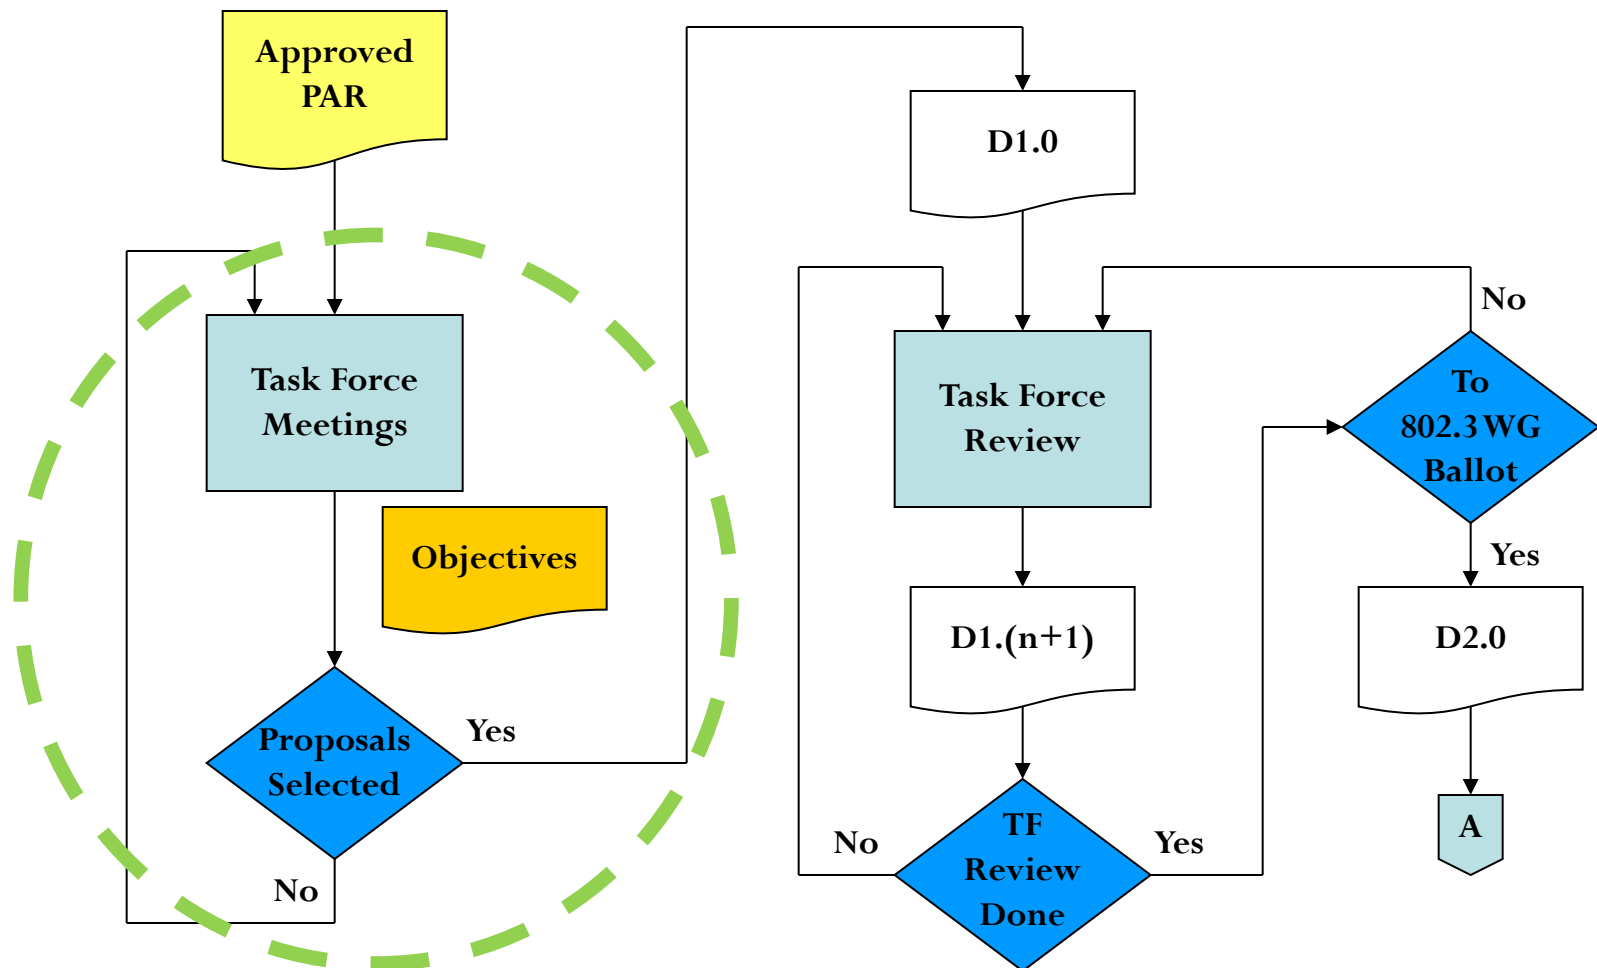 Approved
PAR
Task Force
Meetings
Objectives
Proposals
Selected
Yes
No
D1.0
Task Force
Review
D1.(n+1)
TF
Review
Done
No
Yes
To
802.3 WG
Ballot
No
Yes
D2.0
A